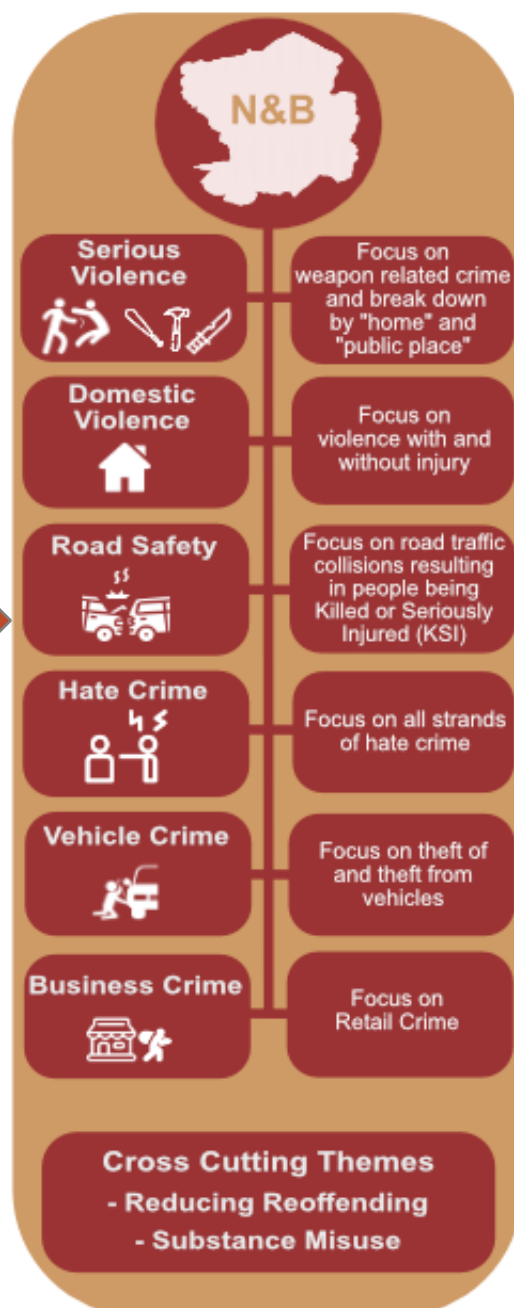 N&B
Serious
Violence
Focus on
weapon related crime
and break down
by "home" and
"public place"
Domestic
Violence
Focus on
violence with and
without injury
Road Safety
Focus on road traffic
collisions resulting
in people being
Killed or Seriously
Injured (KSI)
Hate Crime
Focus on all strands
of hate crime
Vehicle Crime
Focus on theft of
and theft from
vehicles
Business Crime
Focus on
Retail Crime
Cross Cutting Themes
- Reducing Reoffending
- Substance Misuse